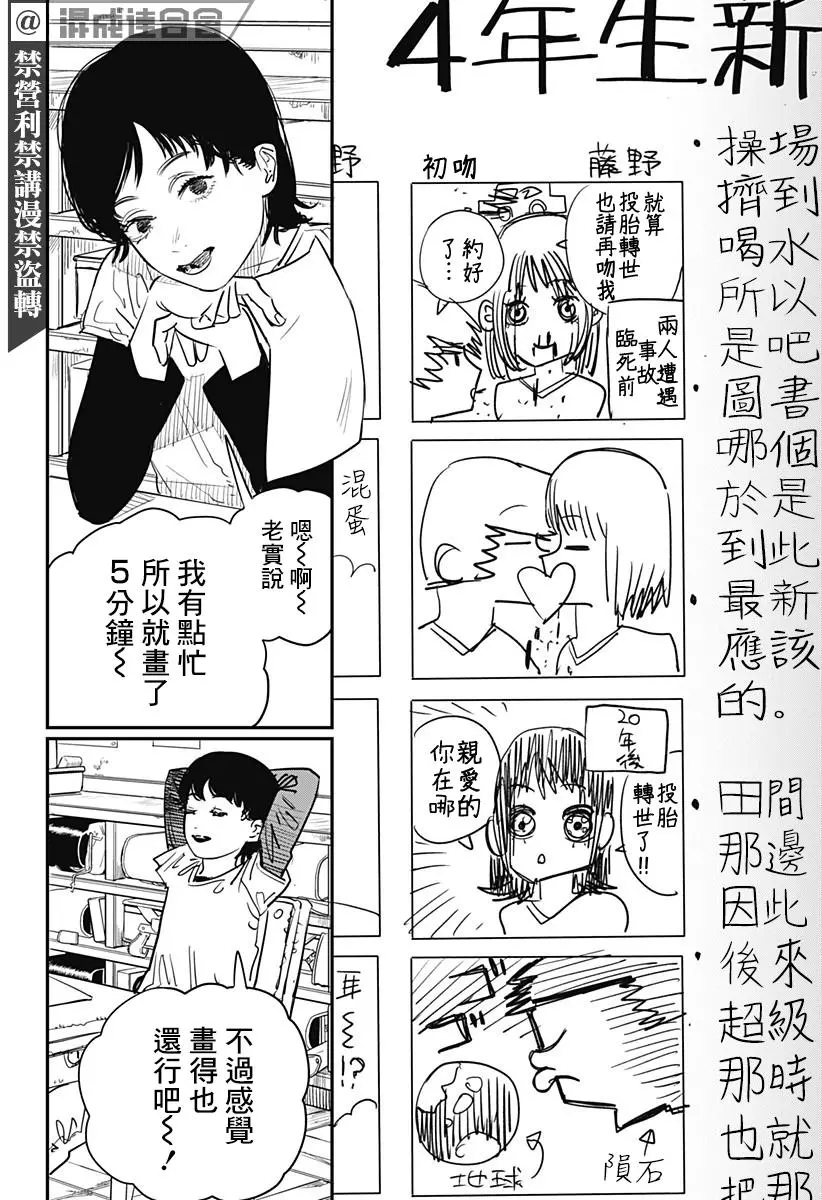 4年生新
場到水以吧書個是此新該
操擠喝所是圖哪於到最應的。
間邊此來級時就那
田那因後超那也把
藤野
初吻
就算
投胎轉世
也請再吻我
約好
了…
兩人遭遇
事故
臨死前
20年後
投胎
轉世了!!
親愛的
你在哪
隕石
地球
野
混蛋
~!?
嗯~啊~
老實說
我有點忙
所以就畫了
5分鐘~
不過感覺
畫得也
還行吧~!
@混成達合會
禁營利禁講漫禁盜轉